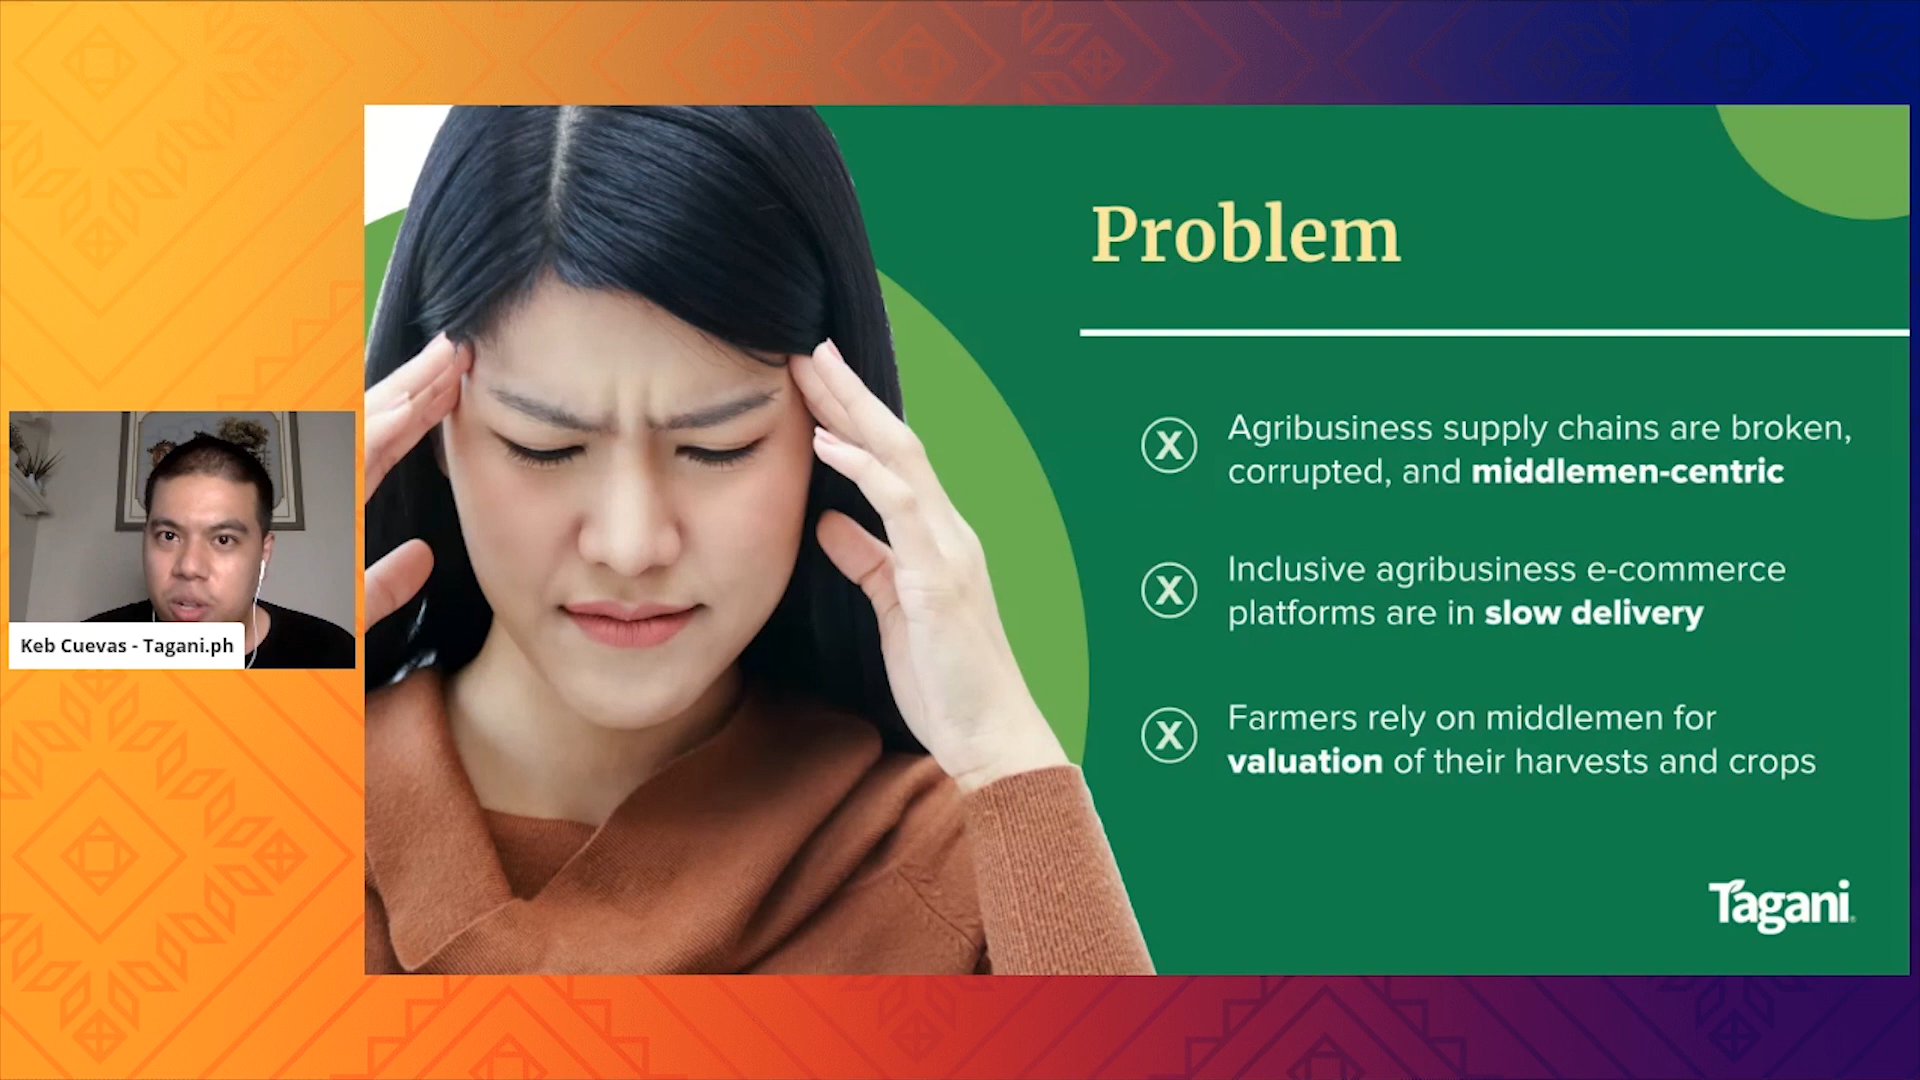 Problem
X Agribusiness supply chains are broken,
corrupted, and middlemen-centric
X Inclusive agribusiness e-commerce
platforms are in slow delivery
X Farmers rely on middlemen for
valuation of their harvests and crops
Tagani
Keb Cuevas - Tagani.ph